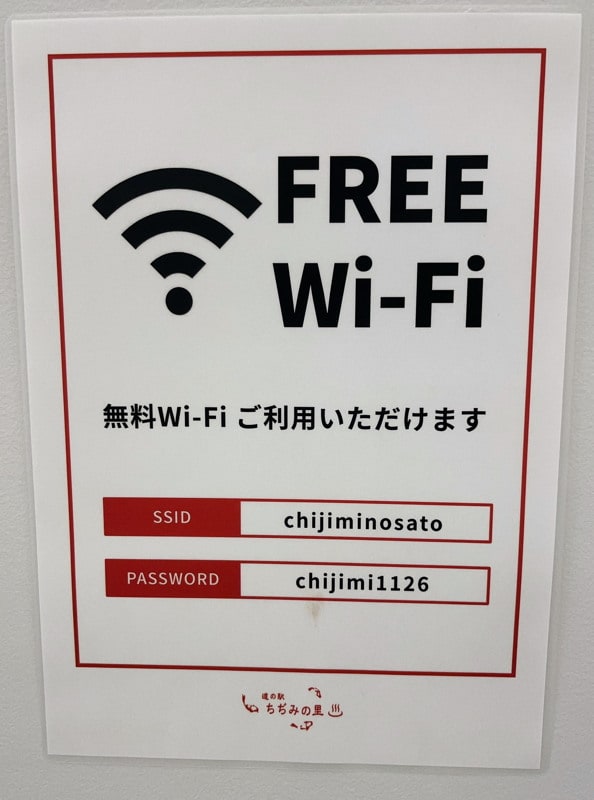 FREE
Wi-Fi
無料Wi-Fi ご利用いただけます
SSID chijiminosato
PASSWORD chijimi1126
道の駅
ちぢみの里